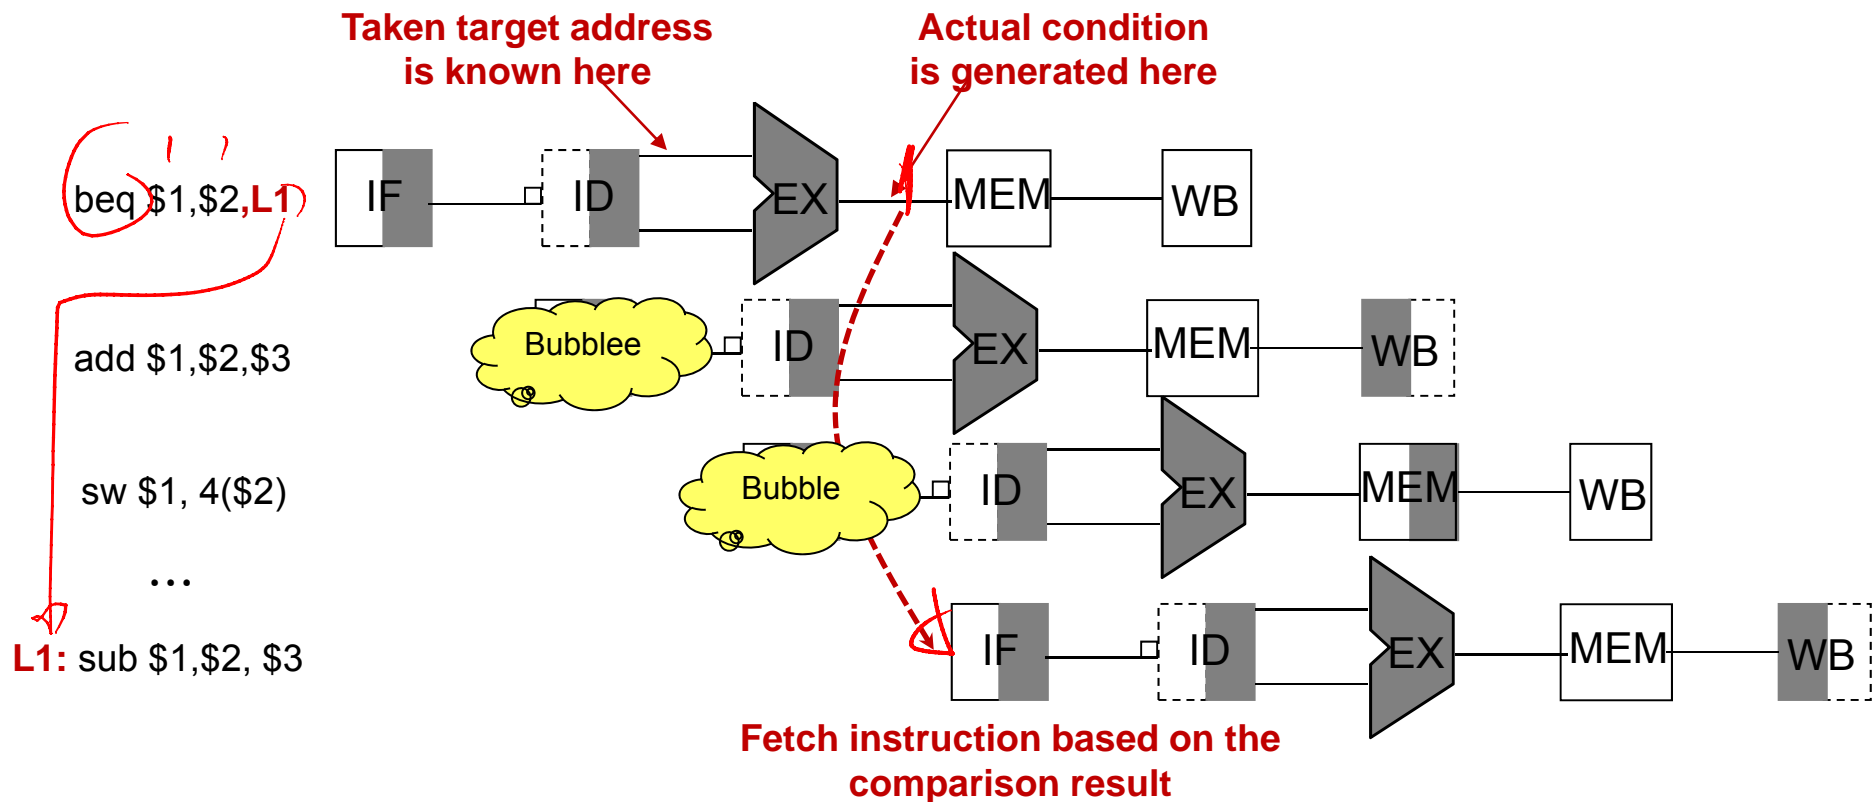 Taken target address
is known here
Actual condition
is generated here
beq $1,$2,L1
IF
ID
EX
MEM
WB
add $1,$2,$3
Bubblee
ID
EX
MEM
WB
sw $1, 4($2)
Bubble
ID
EX
MEM
WB
...
L1: sub $1,$2, $3
IF
ID
EX
MEM
WB
Fetch instruction based on the
comparison result